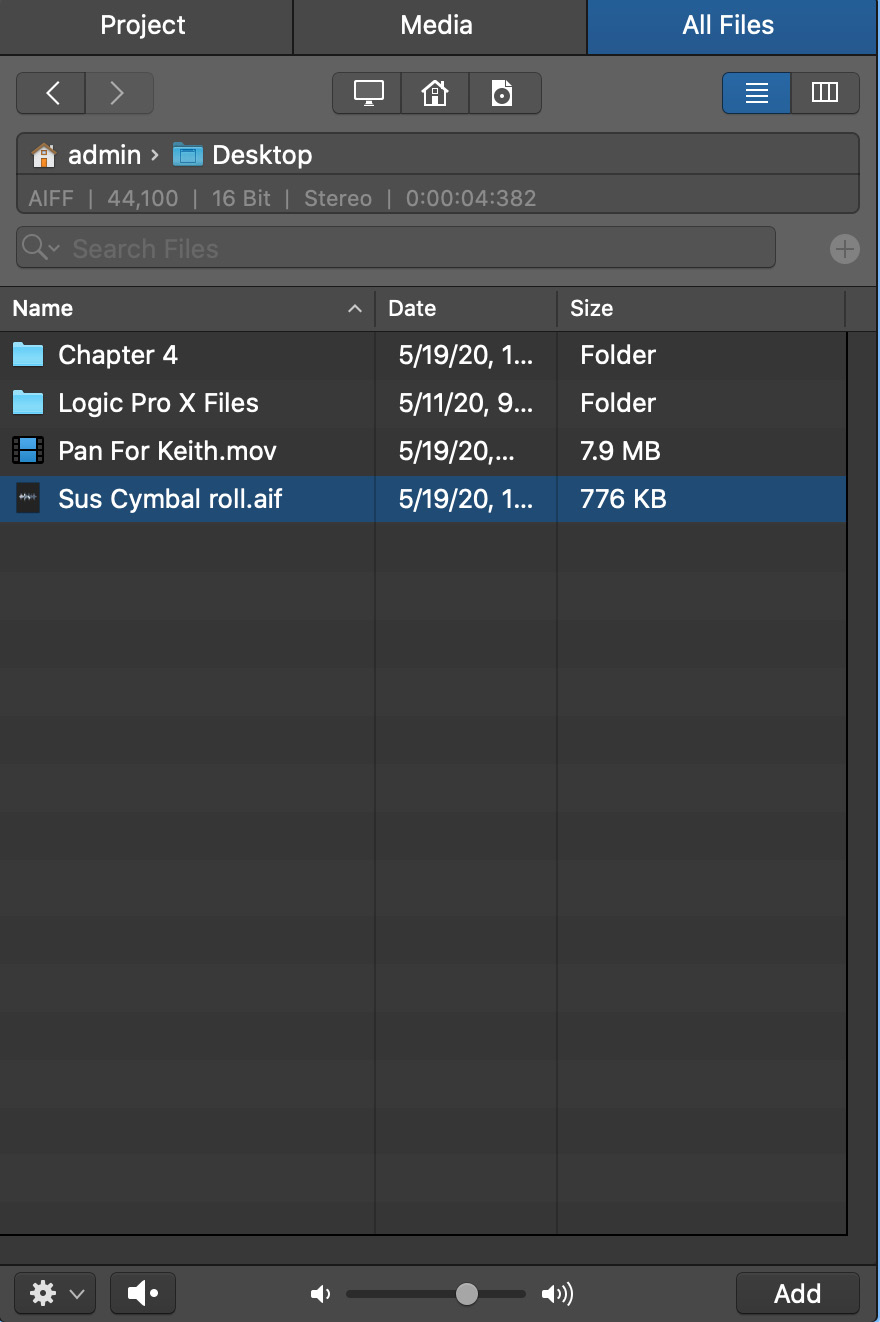 Project Media All Files
admin › Desktop
AIFF | 44,100 | 16 Bit | Stereo | 0:00:04:382
Search Files
Name Date Size
Chapter 4 5/19/20, 1... Folder
Logic Pro X Files 5/11/20, 9... Folder
Pan For Keith.mov 5/19/20,... 7.9 MB
Sus Cymbal roll.aif 5/19/20, 1... 776 KB
Add